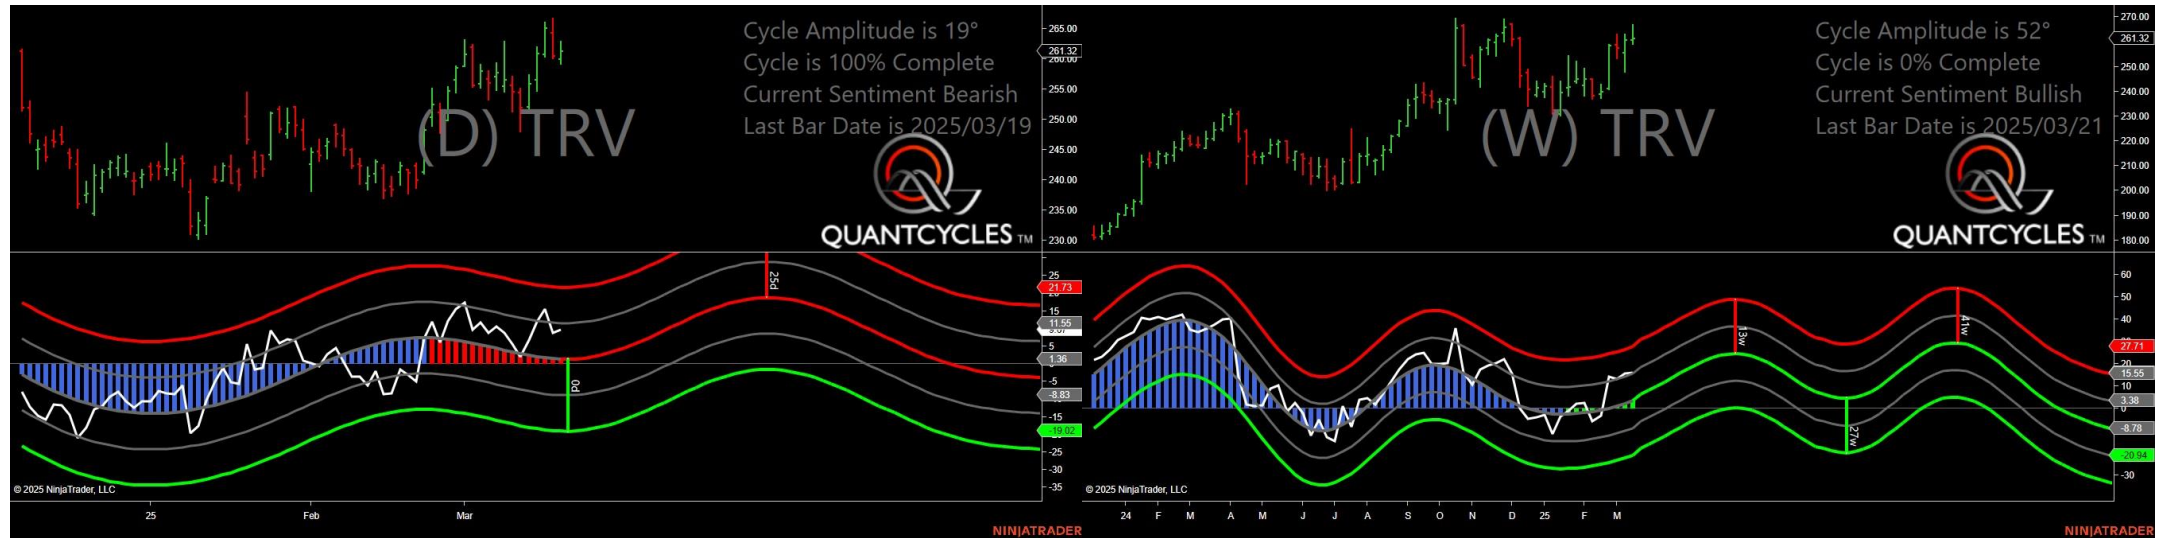 Cycle Amplitude is 19°
Cycle is 100% Complete
Current Sentiment Bearish
Last Bar Date is 2025/03/19
(D) TRV
QUANTCYCLES TM
265.00
261.32
260.00
255.00
250.00
245.00
240.00
235.00
230.00
25d
p0
25
21.73
15
11.55
5
1.36
-5
-8.83
-15
-19.02
-25
-30
-35
© 2025 NinjaTrader, LLC
25 Feb Mar
NINJATRADER
Cycle Amplitude is 52°
Cycle is 0% Complete
Current Sentiment Bullish
Last Bar Date is 2025/03/21
(W) TRV
QUANTCYCLES TM
270.00
261.32
250.00
240.00
230.00
220.00
210.00
200.00
190.00
180.00
13w
27w
41w
60
50
40
27.71
20
15.55
10
3.38
0
-8.78
-20.94
-30
© 2025 NinjaTrader, LLC
24 F M A M J J A S O N D 25 F M
NINJATRADER